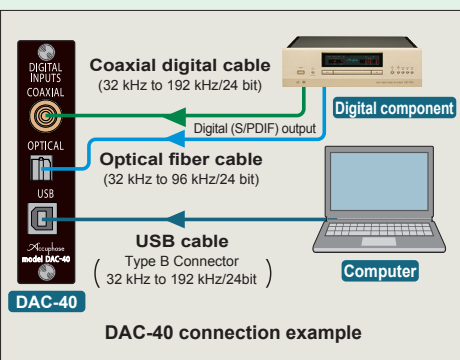 DIGITAL
INPUTS
COAXIAL
Coaxial digital cable
(32 kHz to 192 kHz/24 bit)
Digital component
Digital (S/PDIF) output
OPTICAL
Optical fiber cable
(32 kHz to 96 kHz/24 bit)
USB
USB cable
Type B Connector
( 32 kHz to 192 kHz/24bit )
Accuphase
model DAC-40
Computer
DAC-40
DAC-40 connection example